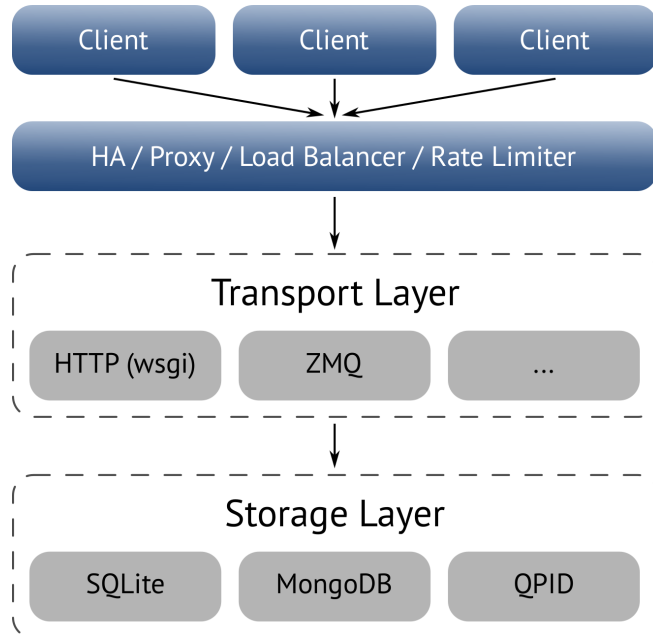 Client
Client
Client
HA / Proxy / Load Balancer / Rate Limiter
Transport Layer
HTTP (wsgi)
ZMQ
...
Storage Layer
SQLite
MongoDB
QPID